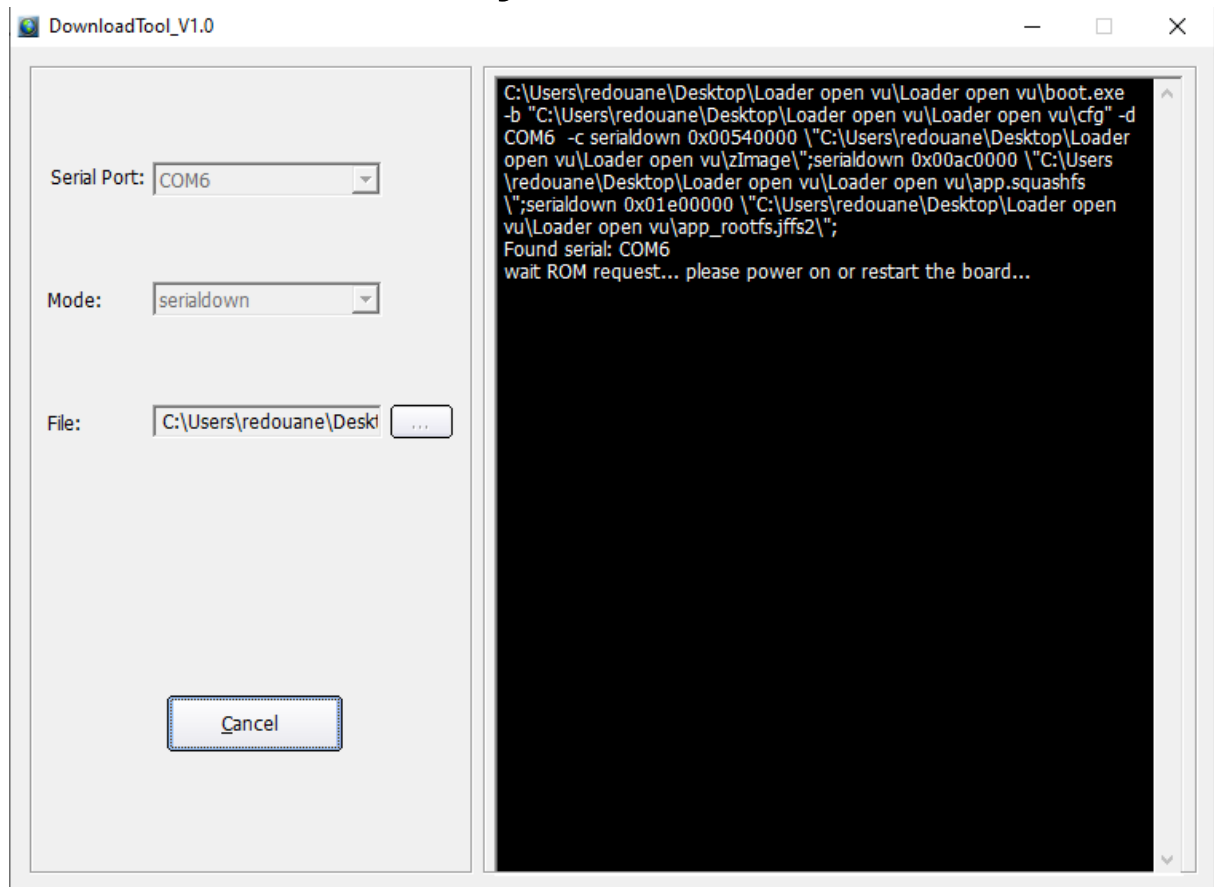 DownloadTool_V1.0
Serial Port:
COM6
Mode:
serialdown
File:
C:\Users\redouane\Deskt
...
Cancel
C:\Users\redouane\Desktop\Loader open vu\Loader open vu\boot.exe
-b "C:\Users\redouane\Desktop\Loader open vu\Loader open vu\cfg" -d
COM6  -c serialdown 0x00540000 \"C:\Users\redouane\Desktop\Loader
open vu\Loader open vu\zImage\";serialdown 0x00ac0000 \"C:\Users
\redouane\Desktop\Loader open vu\Loader open vu\app.squashfs
\";serialdown 0x01e00000 \"C:\Users\redouane\Desktop\Loader open
vu\Loader open vu\app_rootfs.jffs2\";
Found serial: COM6
wait ROM request... please power on or restart the board...